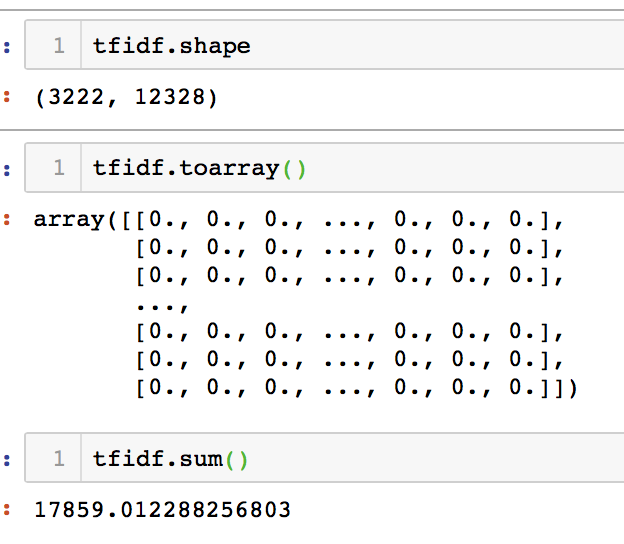 : 1 tfidf.shape
: (3222, 12328)
: 1 tfidf.toarray()
: array([[0., 0., 0., ..., 0., 0., 0.],
[0., 0., 0., ..., 0., 0., 0.],
[0., 0., 0., ..., 0., 0., 0.],
...,
[0., 0., 0., ..., 0., 0., 0.],
[0., 0., 0., ..., 0., 0., 0.],
[0., 0., 0., ..., 0., 0., 0.]])
: 1 tfidf.sum()
: 17859.012288256803